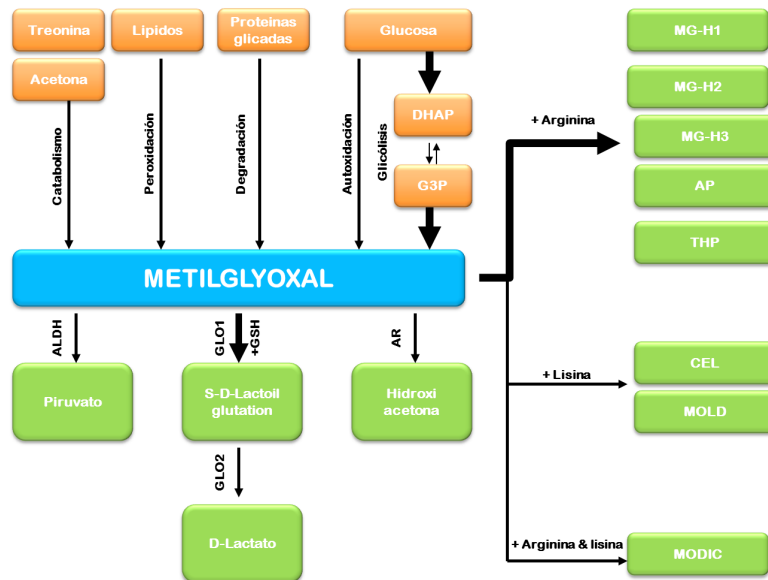 Treonina
Lipidos
Proteinas
glicadas
Glucosa
Acetona
DHAP
G3P
Catabolismo
Peroxidación
Degradación
Autoxidación
Glicólisis
METILGLYOXAL
ALDH
GLO1
+GSH
AR
Piruvato
S-D-Lactoil
glutation
Hidroxi
acetona
GLO2
D-Lactato
+ Arginina
MG-H1
MG-H2
MG-H3
AP
THP
+ Lisina
CEL
MOLD
+ Arginina & lisina
MODIC